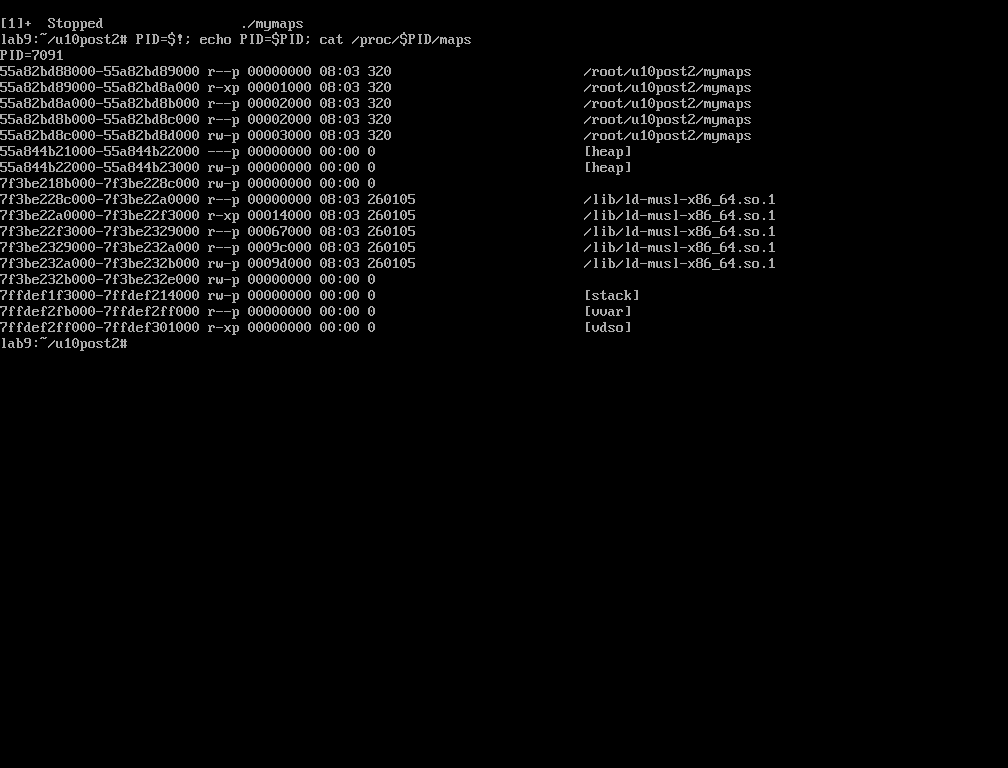 [1]+  Stopped                 ./mymaps
lab9:~/u10post2# PID=$!; echo PID=$PID; cat /proc/$PID/maps
PID=7091
55a82bd88000-55a82bd89000 r--p 00000000 08:03 320                        /root/u10post2/mymaps
55a82bd89000-55a82bd8a000 r-xp 00001000 08:03 320                        /root/u10post2/mymaps
55a82bd8a000-55a82bd8b000 r--p 00002000 08:03 320                        /root/u10post2/mymaps
55a82bd8b000-55a82bd8c000 r--p 00002000 08:03 320                        /root/u10post2/mymaps
55a82bd8c000-55a82bd8d000 rw-p 00003000 08:03 320                        /root/u10post2/mymaps
55a844b21000-55a844b22000 ---p 00000000 00:00 0                          [heap]
55a844b22000-55a844b23000 rw-p 00000000 00:00 0                          [heap]
7f3be218b000-7f3be228c000 rw-p 00000000 00:00 0
7f3be228c000-7f3be22a0000 r--p 00000000 08:03 260105                     /lib/ld-musl-x86_64.so.1
7f3be22a0000-7f3be22f3000 r-xp 00014000 08:03 260105                     /lib/ld-musl-x86_64.so.1
7f3be22f3000-7f3be2329000 r--p 00067000 08:03 260105                     /lib/ld-musl-x86_64.so.1
7f3be2329000-7f3be232a000 r--p 0009c000 08:03 260105                     /lib/ld-musl-x86_64.so.1
7f3be232a000-7f3be232b000 rw-p 0009d000 08:03 260105                     /lib/ld-musl-x86_64.so.1
7f3be232b000-7f3be232e000 rw-p 00000000 00:00 0
7ffdef1f3000-7ffdef214000 rw-p 00000000 00:00 0                          [stack]
7ffdef2fb000-7ffdef2ff000 r--p 00000000 00:00 0                          [vvar]
7ffdef2ff000-7ffdef301000 r-xp 00000000 00:00 0                          [vdso]
lab9:~/u10post2#